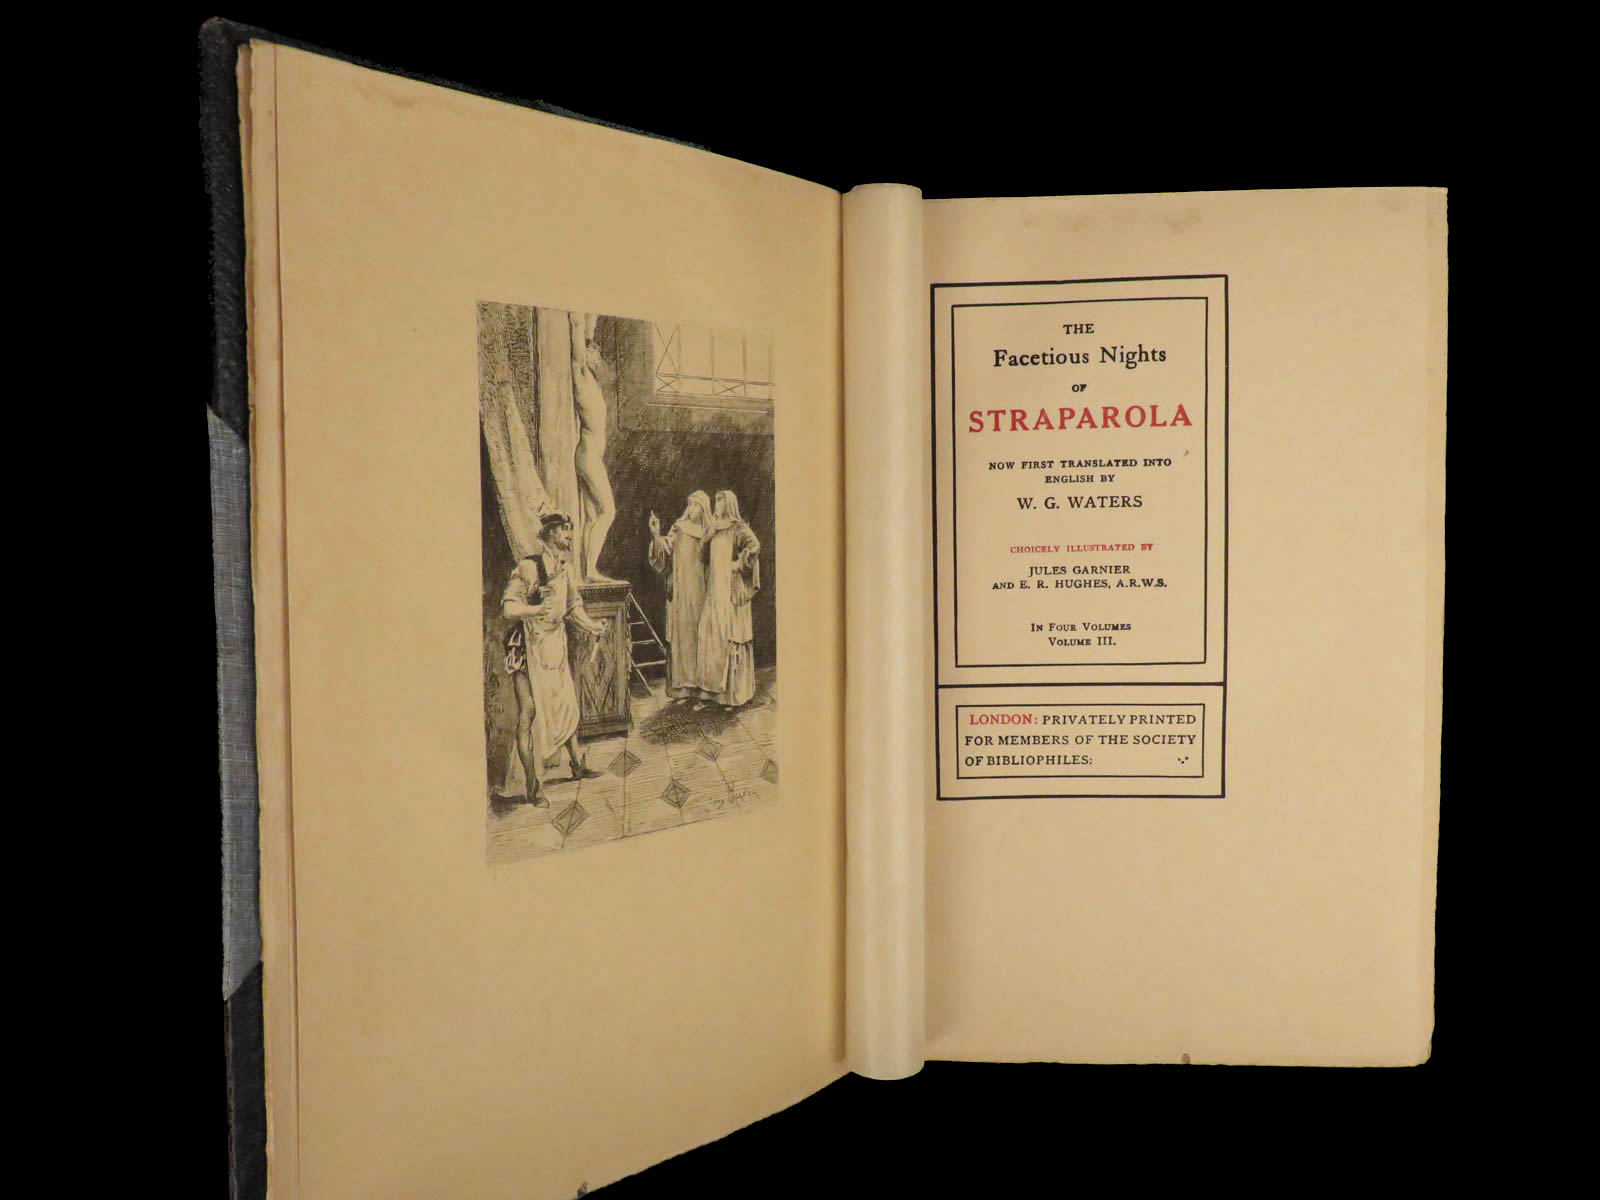 THE
Facetious Nights
OF
STRAPAROLA
NOW FIRST TRANSLATED INTO
ENGLISH BY
W. G. WATERS
CHOICELY ILLUSTRATED BY
JULES GARNIER
AND E. R. HUGHES, A.R.W.S.
IN FOUR VOLUMES
VOLUME III.
LONDON: PRIVATELY PRINTED
FOR MEMBERS OF THE SOCIETY
OF BIBLIOPHILES: